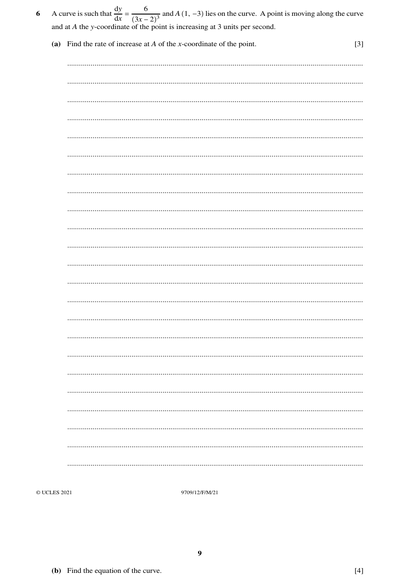 6 A curve is such that dy/dx = 6/(3x − 2)³ and A (1, −3) lies on the curve. A point is moving along the curve
and at A the y-coordinate of the point is increasing at 3 units per second.
(a) Find the rate of increase at A of the x-coordinate of the point. [3]
© UCLES 2021 9709/12/F/M/21
9
(b) Find the equation of the curve. [4]